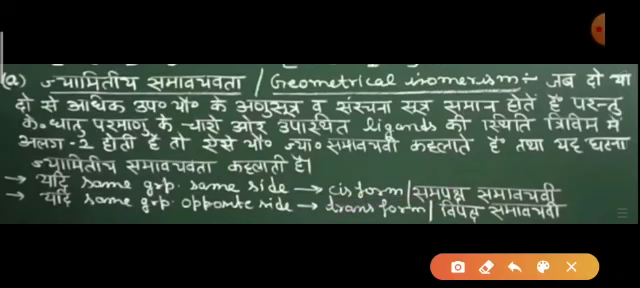 (a) ज्यामितीय समावयवता / Geometrical isomerism :- जब दो या
दो से अधिक उप० यौ० के अणुसूत्र व संरचना सूत्र समान होते हैं परन्तु
के० धातु परमाणु के चारो ओर उपस्थित ligands की स्थिति त्रिविम में
अलग-2 होती है तो ऐसे यौ० ज्या० समावयवी कहलाते हैं तथा यह घटना
ज्यामितीय समावयवता कहलाती है।
→ यदि same grp. same side → cis form / समपक्ष समावयवी
→ यदि same grp. opposite side → trans form / विपक्ष समावयवी